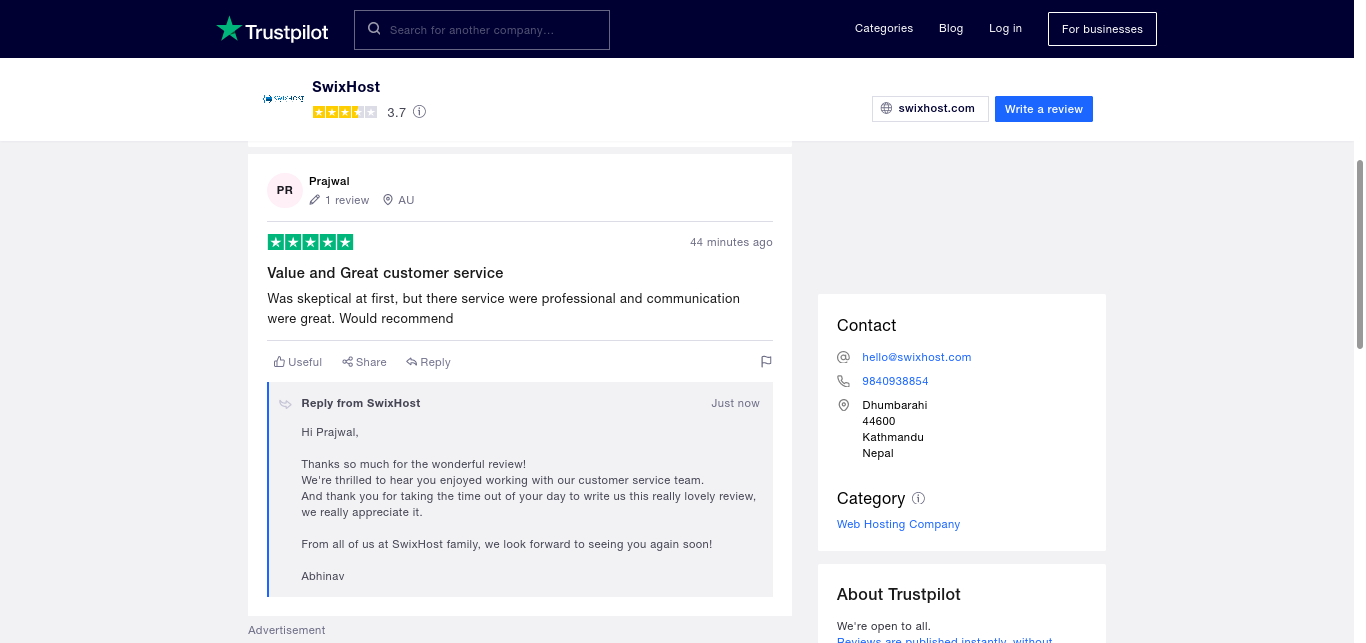 Trustpilot
Search for another company...
Categories
Blog
Log in
For businesses
SWIXHOST
SwixHost
3.7
swixhost.com
Write a review
PR
Prajwal
1 review
AU
44 minutes ago
Value and Great customer service
Was skeptical at first, but there service were professional and communication
were great. Would recommend
Useful
Share
Reply
Reply from SwixHost
Just now
Hi Prajwal,
Thanks so much for the wonderful review!
We're thrilled to hear you enjoyed working with our customer service team.
And thank you for taking the time out of your day to write us this really lovely review,
we really appreciate it.
From all of us at SwixHost family, we look forward to seeing you again soon!
Abhinav
Advertisement
Contact
hello@swixhost.com
9840938854
Dhumbarahi
44600
Kathmandu
Nepal
Category
Web Hosting Company
About Trustpilot
We're open to all.
Reviews are published instantly, without